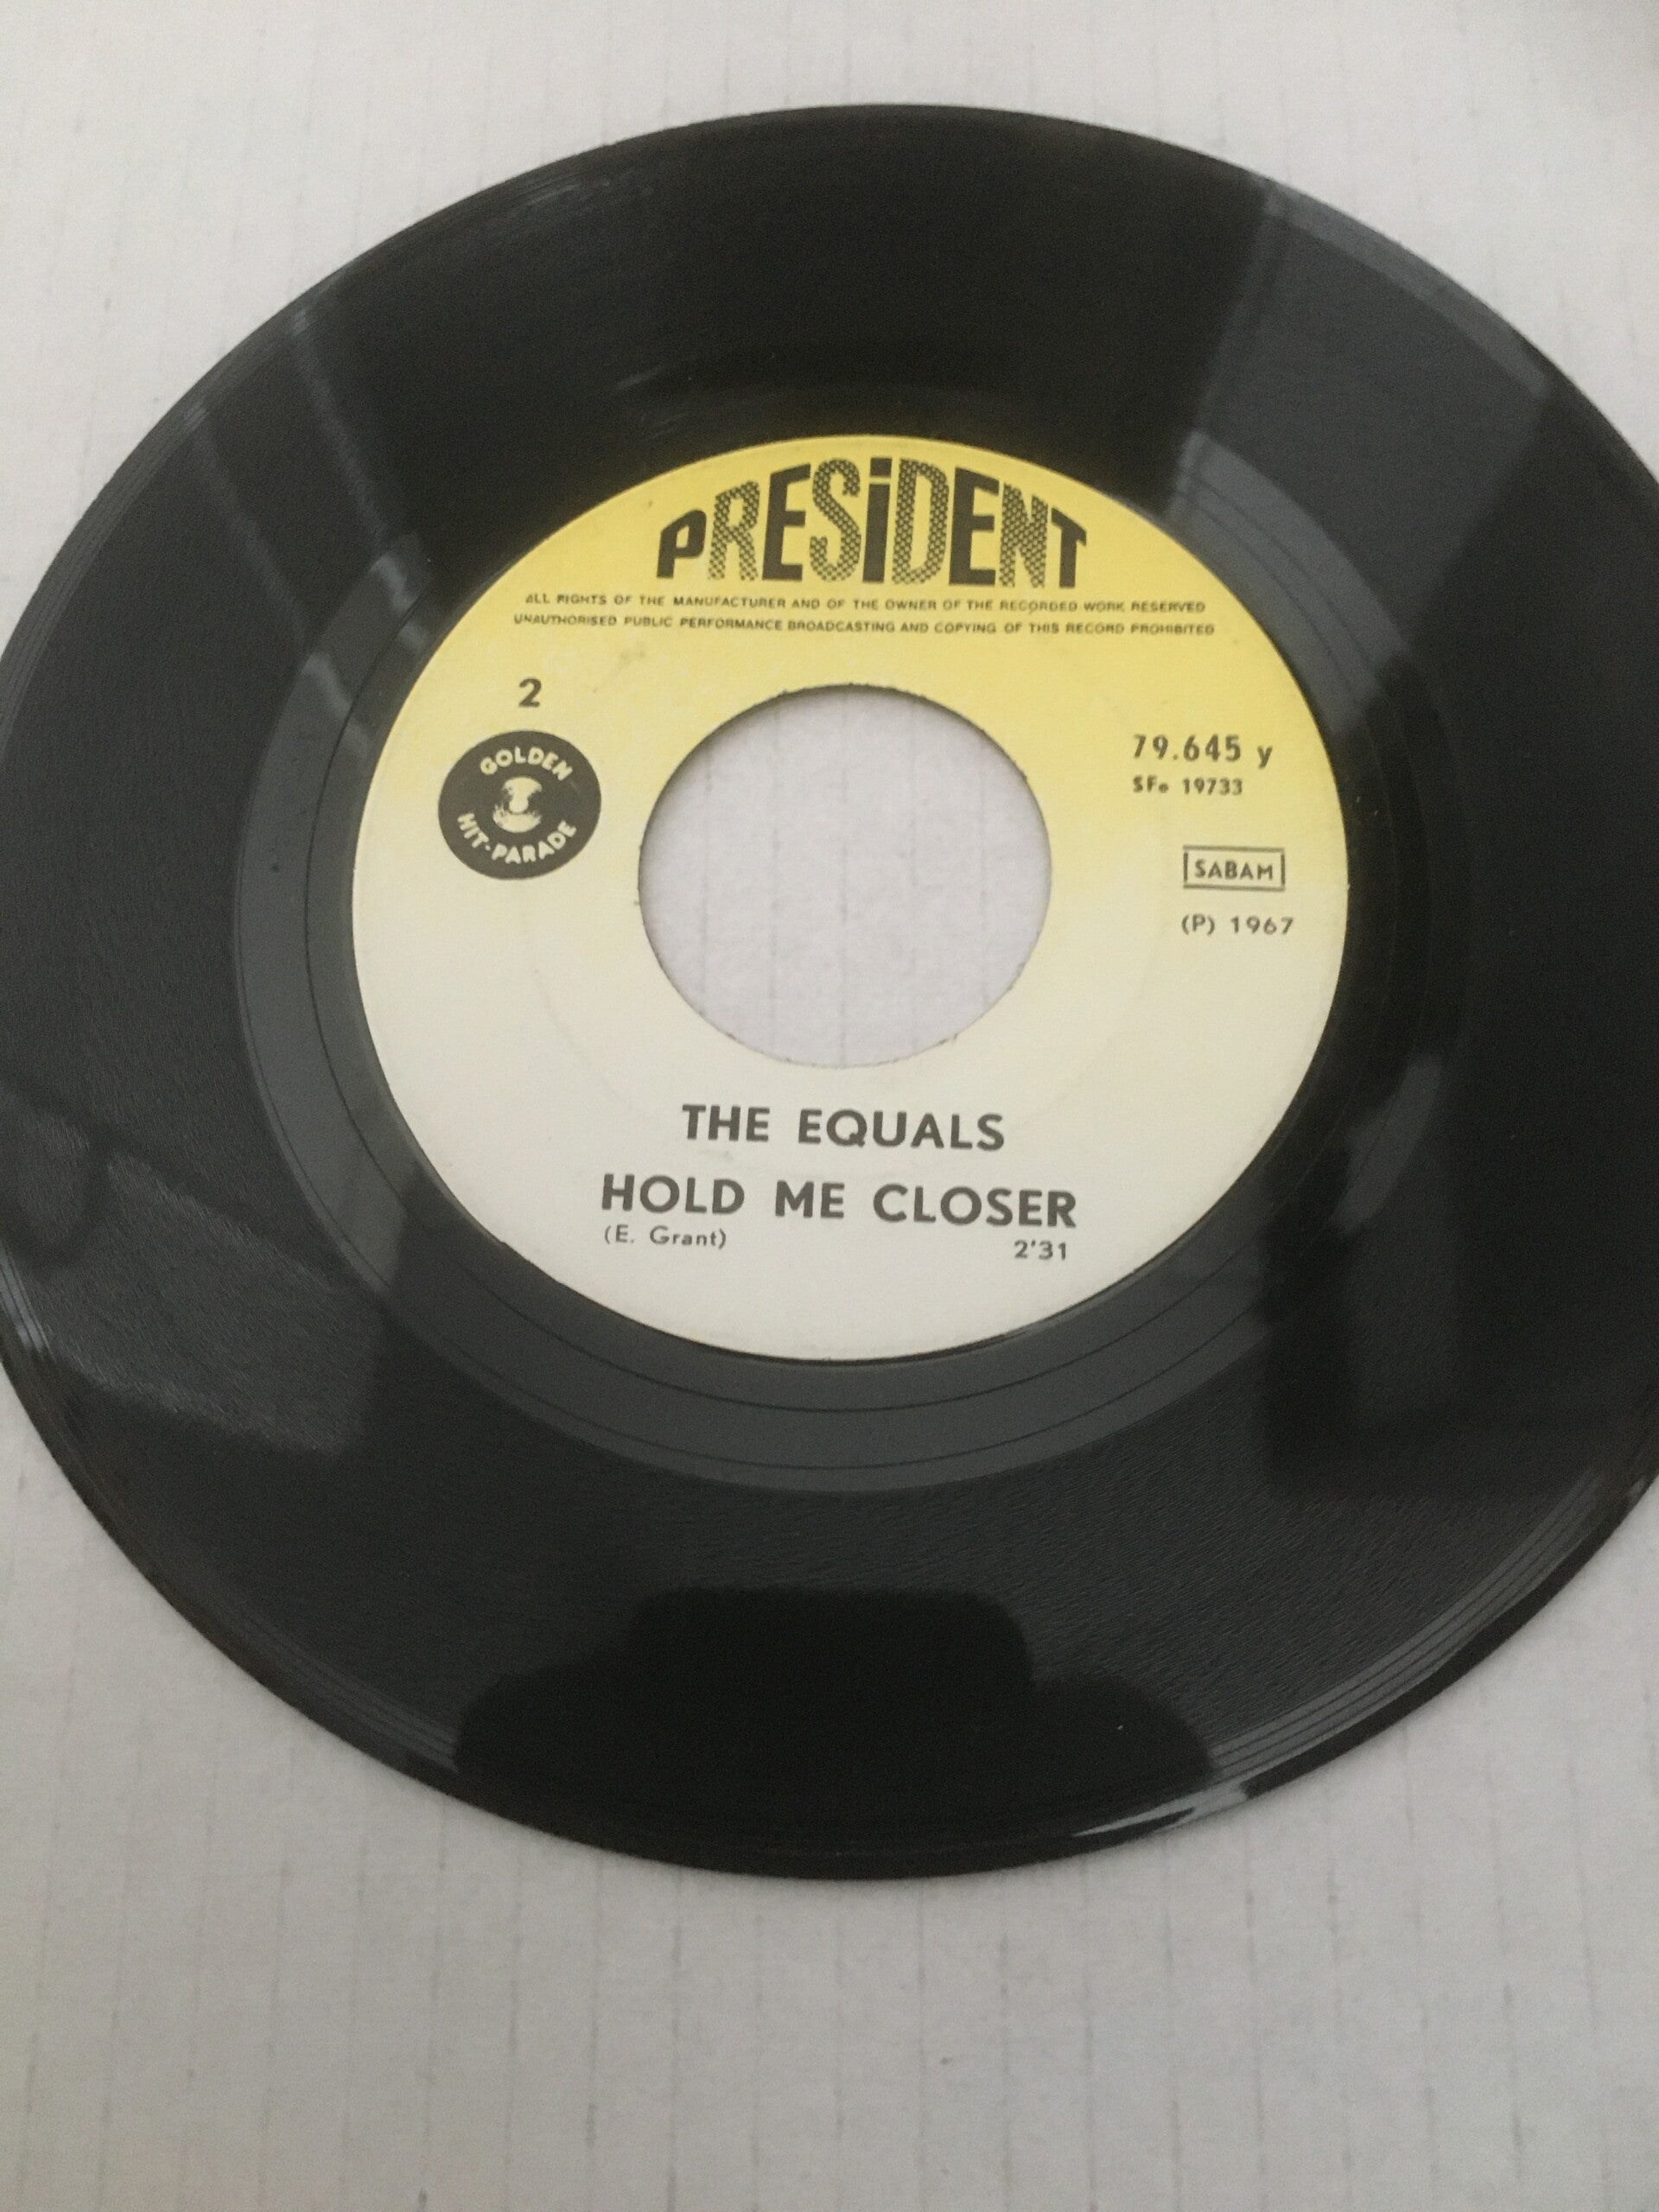 PRESiDENT
ALL RIGHTS OF THE MANUFACTURER AND OF THE OWNER OF THE RECORDED WORK RESERVED
UNAUTHORISED PUBLIC PERFORMANCE BROADCASTING AND COPYING OF THIS RECORD PROHIBITED
2
GOLDEN
HIT-PARADE
79.645 y
SFo 19733
SABAM
(P) 1967
THE EQUALS
HOLD ME CLOSER
(E. Grant) 2'31